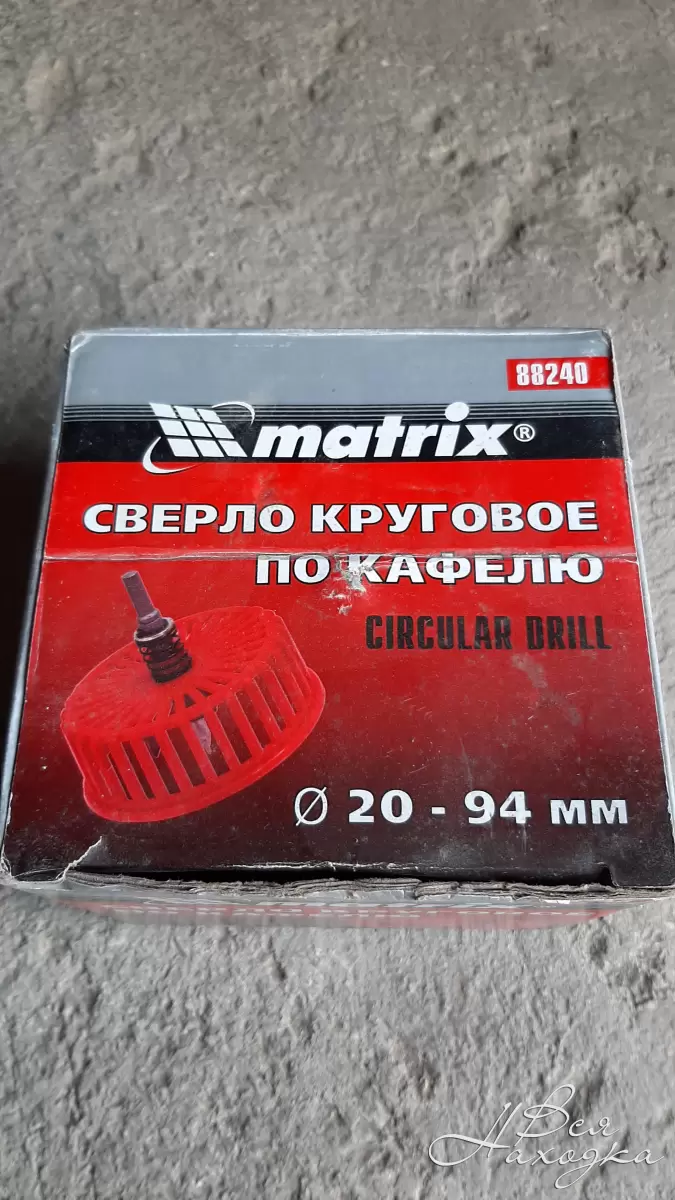 88240
matrix®
СВЕРЛО КРУГОВОЕ
ПО КАФЕЛЮ
CIRCULAR DRILL
Ø 20 - 94 мм
Вся
Находка